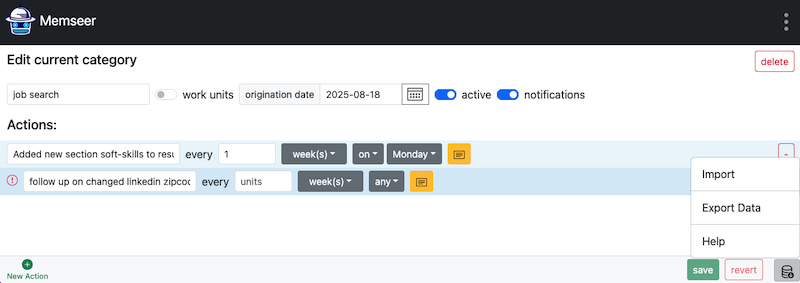 Memseer
Edit current category
delete
job search work units origination date 2025-08-18 active notifications
Actions:
Added new section soft-skills to resu every 1 week(s) on Monday -
follow up on changed linkedin zipcod every units week(s) any
Import
Export Data
Help
New Action save revert